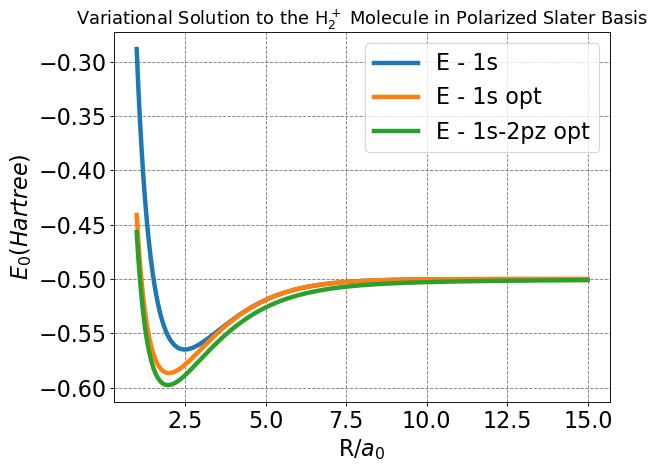 Variational Solution to the H₂⁺ Molecule in Polarized Slater Basis
E - 1s
E - 1s opt
E - 1s-2pz opt
E₀(Hartree)
−0.30
−0.35
−0.40
−0.45
−0.50
−0.55
−0.60
2.5 5.0 7.5 10.0 12.5 15.0
R/a₀